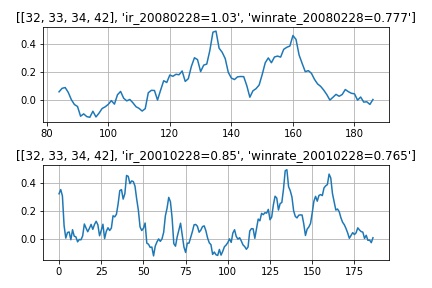 [[32, 33, 34, 42], 'ir_20080228=1.03', 'winrate_20080228=0.777']
0.4
0.2
0.0
80 100 120 140 160 180
[[32, 33, 34, 42], 'ir_20010228=0.85', 'winrate_20010228=0.765']
0.4
0.2
0.0
0 25 50 75 100 125 150 175